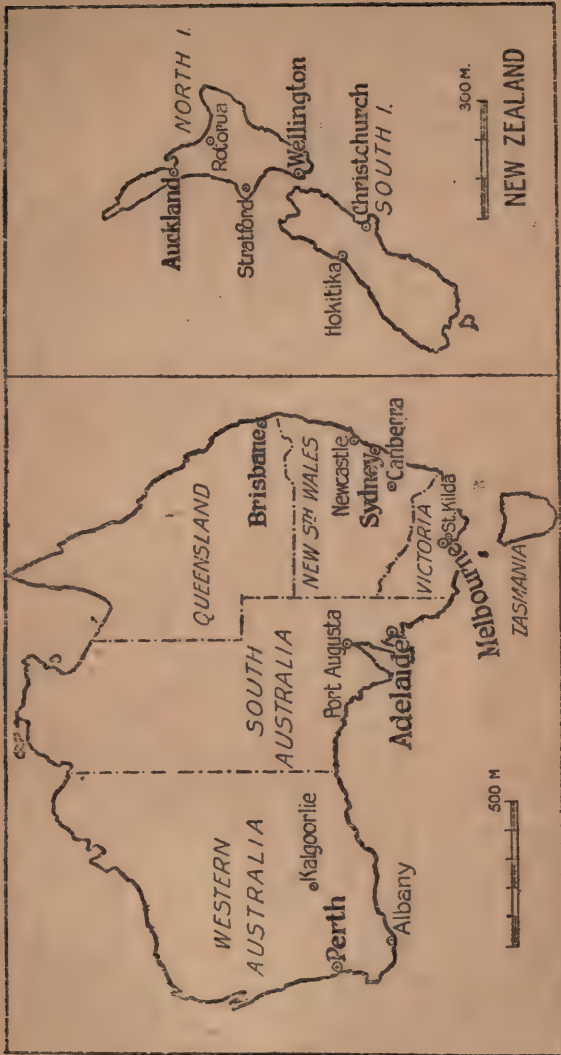 WESTERN
AUSTRALIA
Kalgoorlie
Perth
Albany
500 M
SOUTH
AUSTRALIA
Port Augusta
Adelaide
QUEENSLAND
Brisbane
NEW STH WALES
Newcastle
Sydney
Canberra
VICTORIA
St. Kilda
Melbourne
TASMANIA
NORTH I.
Auckland
Rotorua
Stratford
Wellington
Hokitika
Christchurch
SOUTH I.
300 M.
NEW ZEALAND